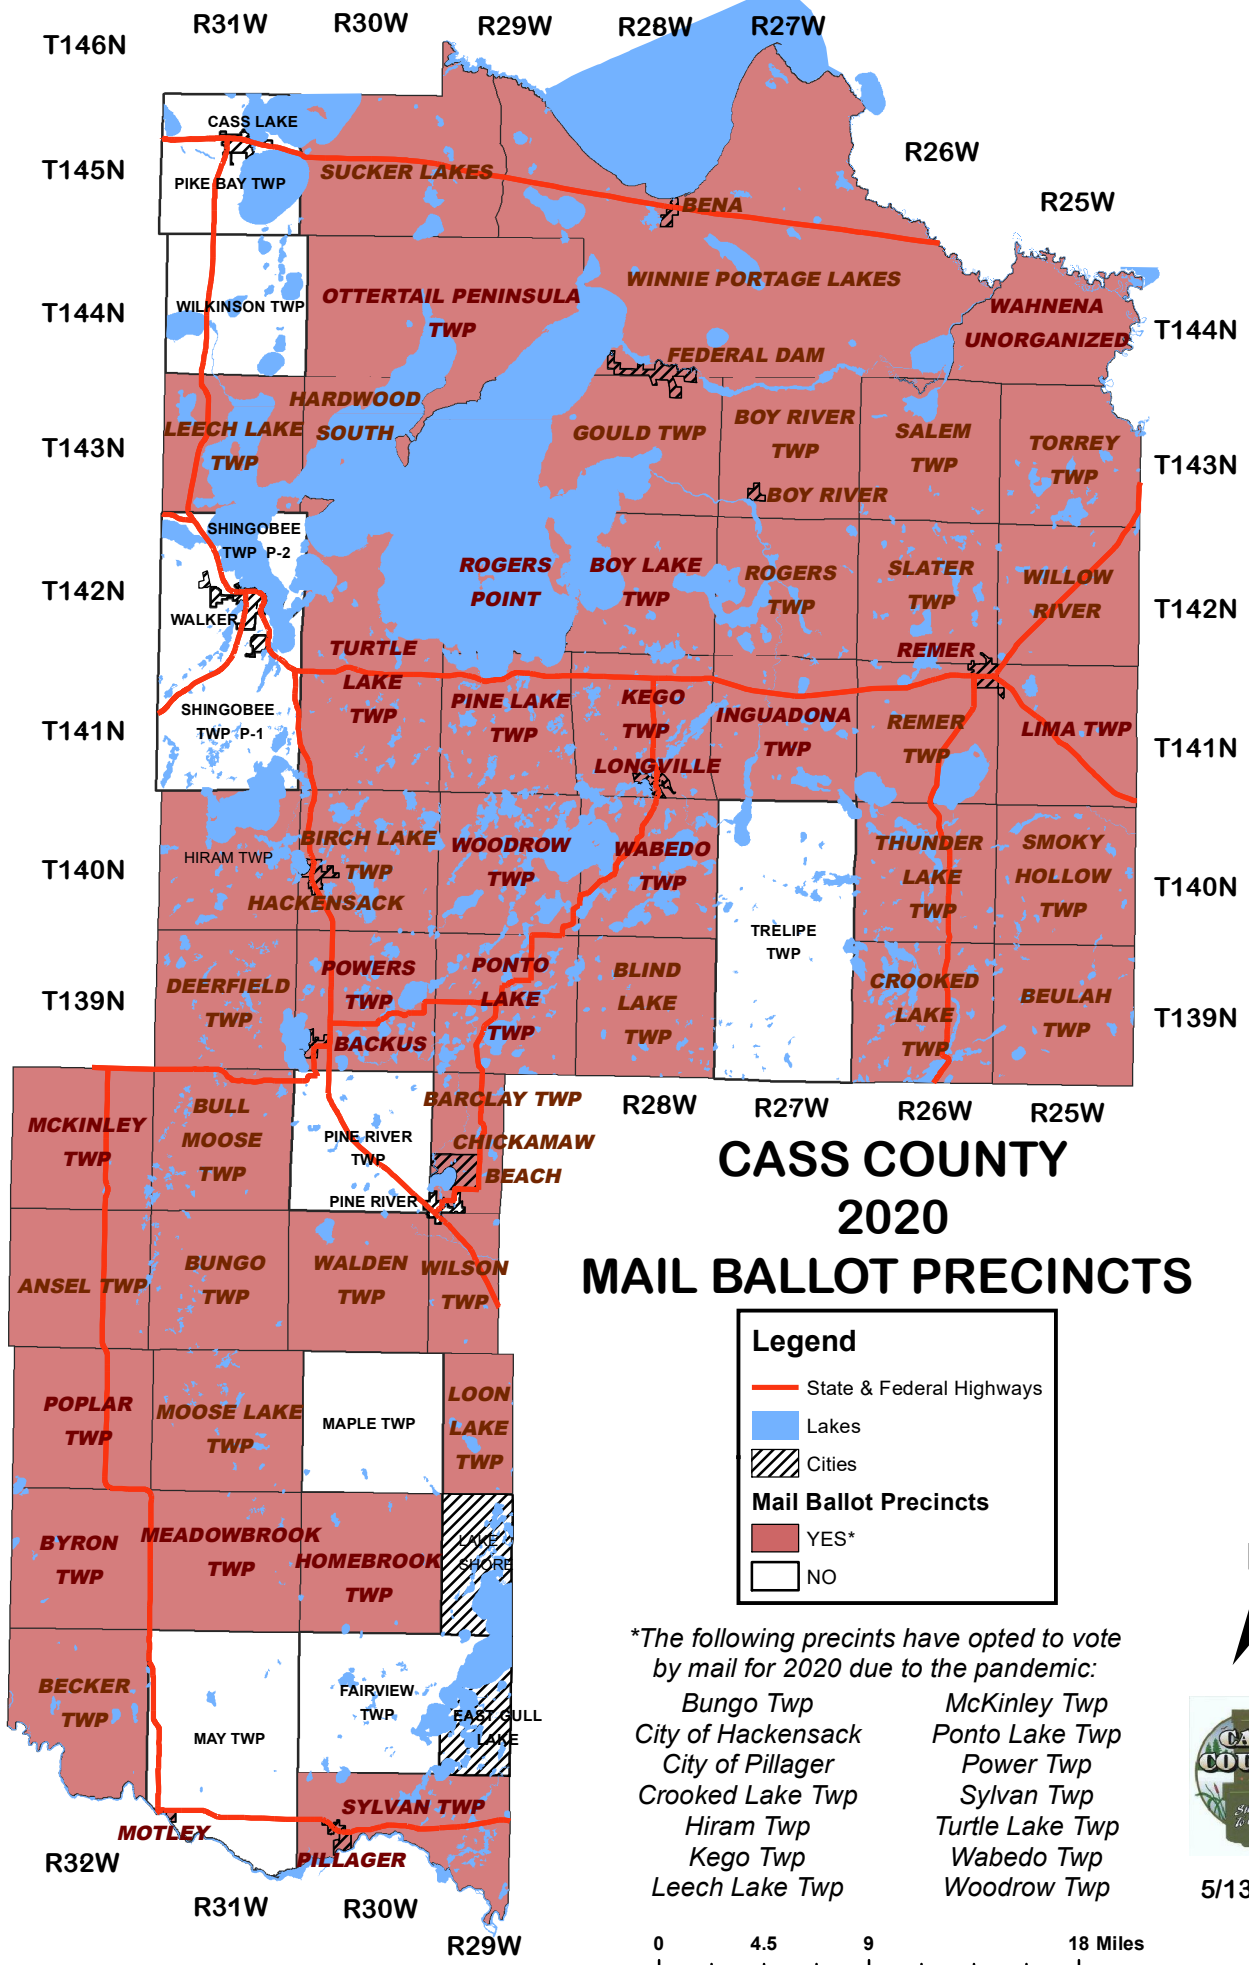 R31W
R30W
R29W
R28W
R27W
T146N
CASS LAKE
R26W
T145N
PIKE BAY TWP
SUCKER LAKES
R25W
BENA
WINNIE PORTAGE LAKES
T144N
WILKINSON TWP
OTTERTAIL PENINSULA
TWP
WAHNENA
UNORGANIZED
T144N
FEDERAL DAM
HARDWOOD
SOUTH
T143N
LEECH LAKE
TWP
GOULD TWP
BOY RIVER
TWP
SALEM
TWP
TORREY
TWP
T143N
BOY RIVER
SHINGOBEE
TWP P-2
T142N
ROGERS
POINT
BOY LAKE
TWP
ROGERS
TWP
SLATER
TWP
WILLOW
RIVER
T142N
WALKER
TURTLE
LAKE
TWP
REMER
T141N
SHINGOBEE
TWP P-1
PINE LAKE
TWP
KEGO
TWP
INGUADONA
TWP
REMER
TWP
LIMA TWP
T141N
LONGVILLE
T140N
HIRAM TWP
BIRCH LAKE
TWP
WOODROW
TWP
WABEDO
TWP
THUNDER
LAKE
TWP
SMOKY
HOLLOW
TWP
T140N
HACKENSACK
TRELIPE
TWP
T139N
DEERFIELD
TWP
POWERS
TWP
PONTO
LAKE
TWP
BLIND
LAKE
TWP
CROOKED
LAKE
TWP
BEULAH
TWP
T139N
BACKUS
MCKINLEY
TWP
BULL
MOOSE
TWP
PINE RIVER
TWP
BARCLAY TWP
R28W
R27W
R26W
R25W
CHICKAMAW
BEACH
PINE RIVER
CASS COUNTY
2020
MAIL BALLOT PRECINCTS
ANSEL TWP
BUNGO
TWP
WALDEN
TWP
WILSON
TWP
Legend
State & Federal Highways
Lakes
Cities
Mail Ballot Precincts
YES*
NO
POPLAR
TWP
MOOSE LAKE
TWP
MAPLE TWP
LOON
LAKE
TWP
BYRON
TWP
MEADOWBROOK
TWP
HOMEBROOK
TWP
LAKE
SHORE
BECKER
TWP
MAY TWP
FAIRVIEW
TWP
EAST GULL
LAKE
SYLVAN TWP
MOTLEY
PILLAGER
R32W
R31W
R30W
R29W
*The following precints have opted to vote
by mail for 2020 due to the pandemic:
Bungo Twp
City of Hackensack
City of Pillager
Crooked Lake Twp
Hiram Twp
Kego Twp
Leech Lake Twp
McKinley Twp
Ponto Lake Twp
Power Twp
Sylvan Twp
Turtle Lake Twp
Wabedo Twp
Woodrow Twp
5/13
0 4.5 9 18 Miles